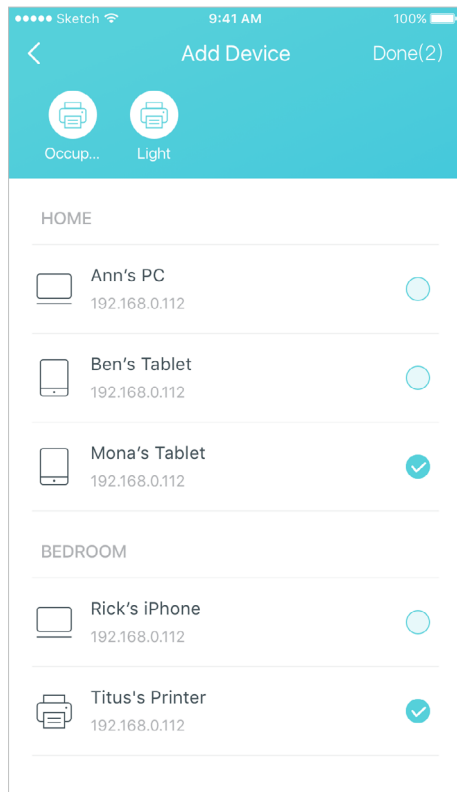 Sketch 9:41 AM 100%
Add Device Done(2)
Occup... Light
HOME
Ann's PC
192.168.0.112
Ben's Tablet
192.168.0.112
Mona's Tablet
192.168.0.112
BEDROOM
Rick's iPhone
192.168.0.112
Titus's Printer
192.168.0.112